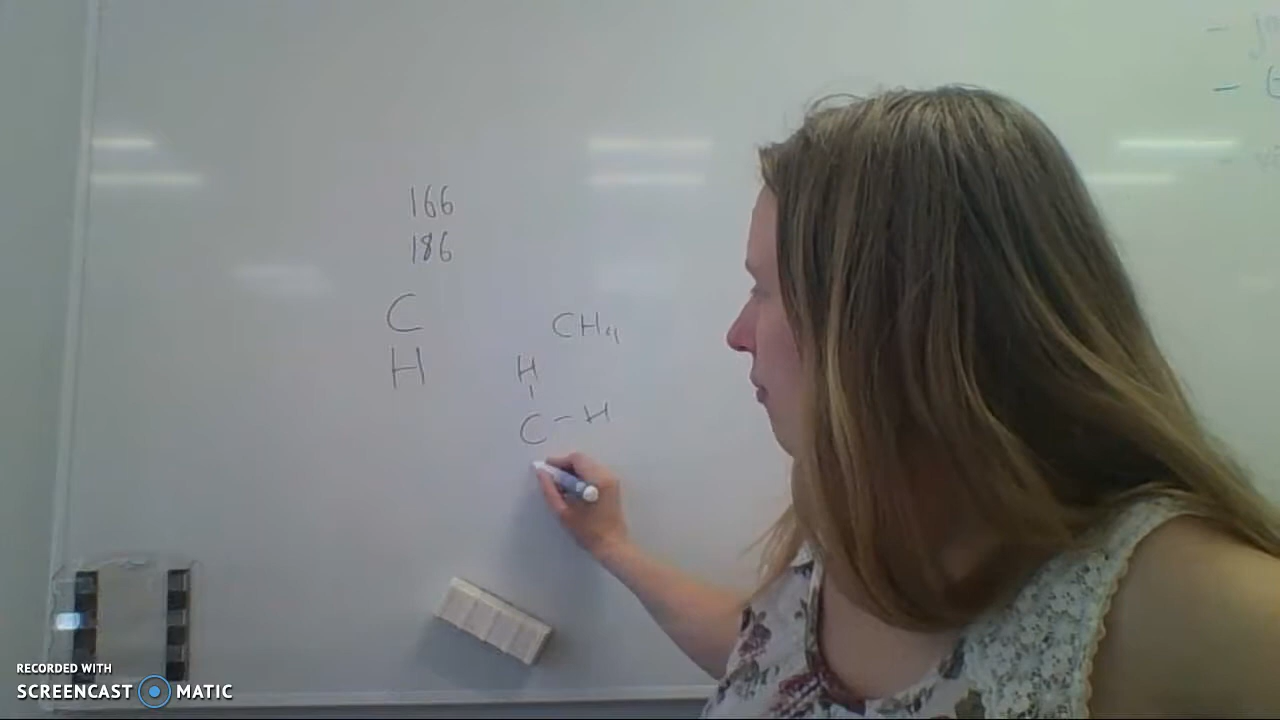 166
186
C
H
CH4
H
C-H
RECORDED WITH
SCREENCAST MATIC